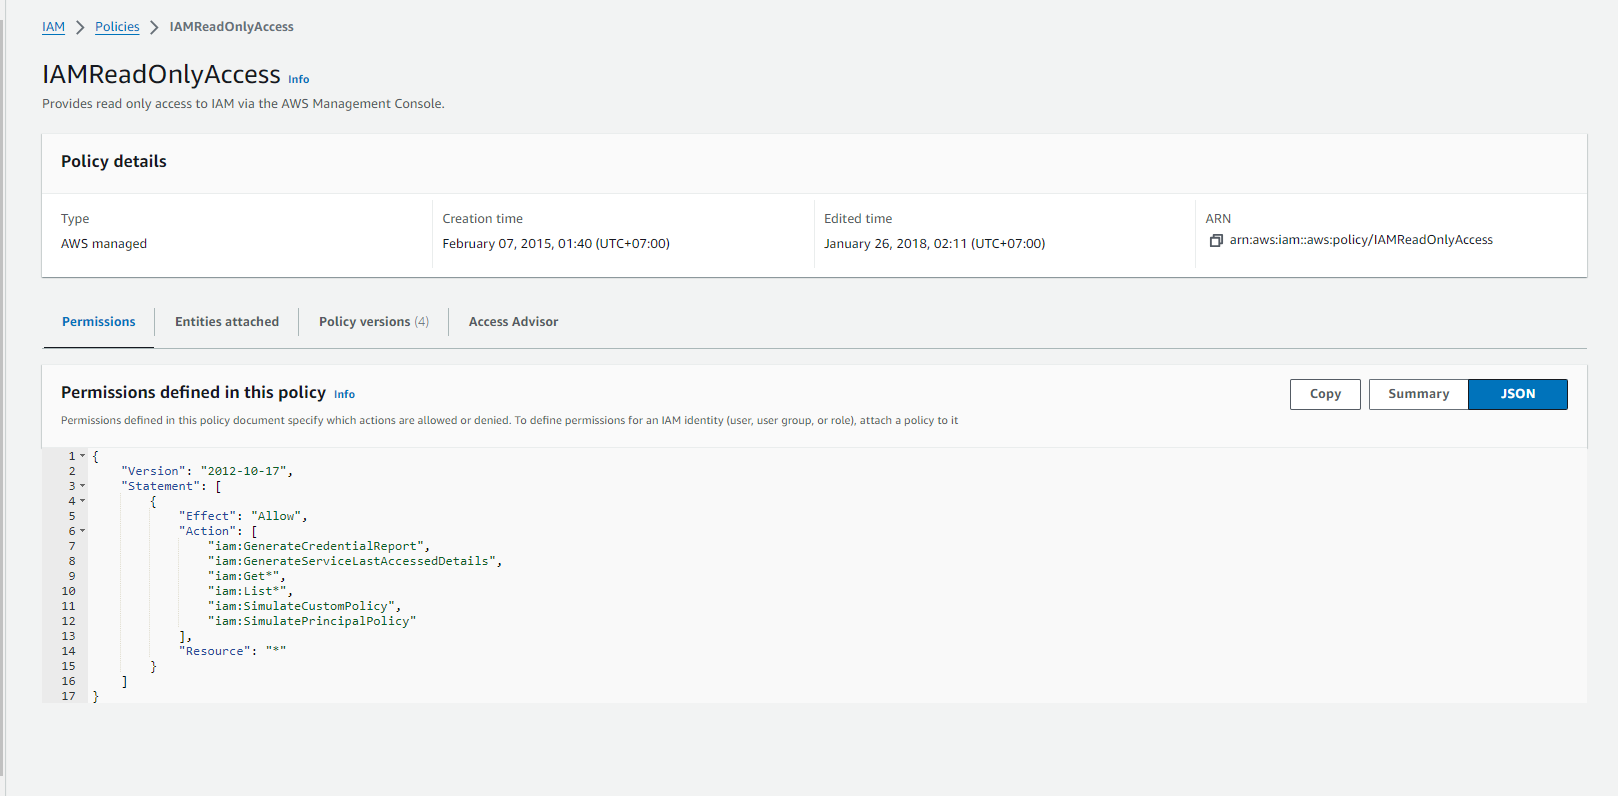 IAM > Policies > IAMReadOnlyAccess
IAMReadOnlyAccess Info
Provides read only access to IAM via the AWS Management Console.
Policy details
Type
AWS managed
Creation time
February 07, 2015, 01:40 (UTC+07:00)
Edited time
January 26, 2018, 02:11 (UTC+07:00)
ARN
arn:aws:iam::aws:policy/IAMReadOnlyAccess
Permissions Entities attached Policy versions (4) Access Advisor
Permissions defined in this policy Info
Copy Summary JSON
Permissions defined in this policy document specify which actions are allowed or denied. To define permissions for an IAM identity (user, user group, or role), attach a policy to it
1 {
2     "Version": "2012-10-17",
3     "Statement": [
4         {
5             "Effect": "Allow",
6             "Action": [
7                 "iam:GenerateCredentialReport",
8                 "iam:GenerateServiceLastAccessedDetails",
9                 "iam:Get*",
10                 "iam:List*",
11                 "iam:SimulateCustomPolicy",
12                 "iam:SimulatePrincipalPolicy"
13             ],
14             "Resource": "*"
15         }
16     ]
17 }